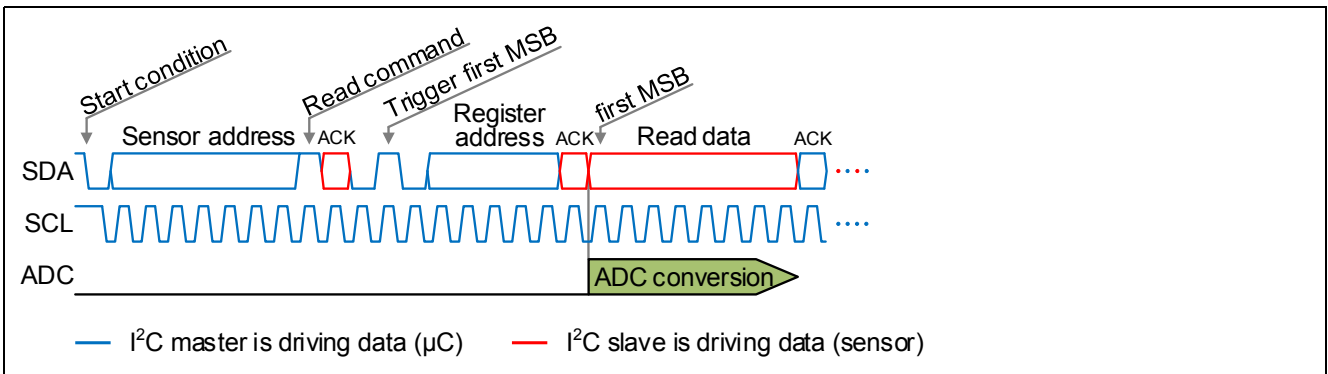 Start condition
Read command
Trigger first MSB
first MSB
Sensor address
ACK
Register
address
ACK
Read data
ACK
SDA
SCL
ADC
ADC conversion
I²C master is driving data (µC)
I²C slave is driving data (sensor)